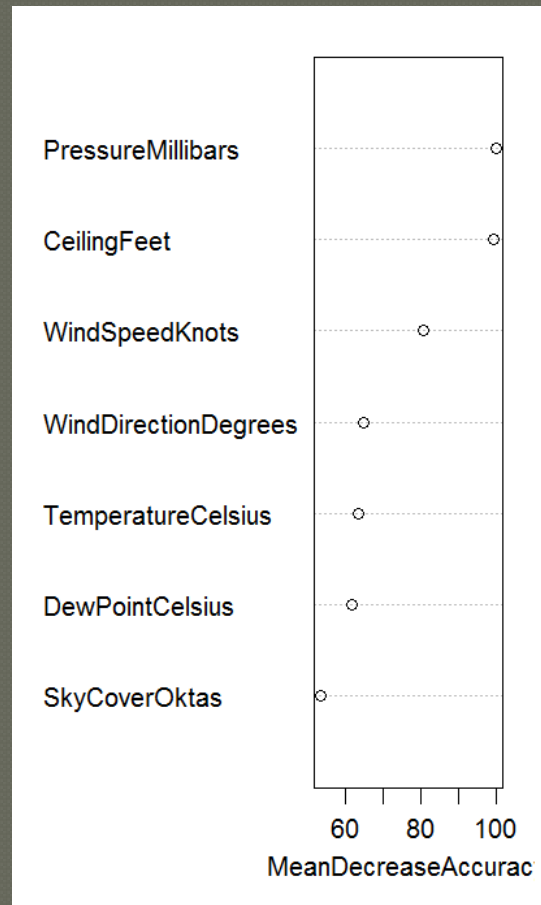 PressureMillibars
CeilingFeet
WindSpeedKnots
WindDirectionDegrees
TemperatureCelsius
DewPointCelsius
SkyCoverOktas
60 80 100
MeanDecreaseAccurac